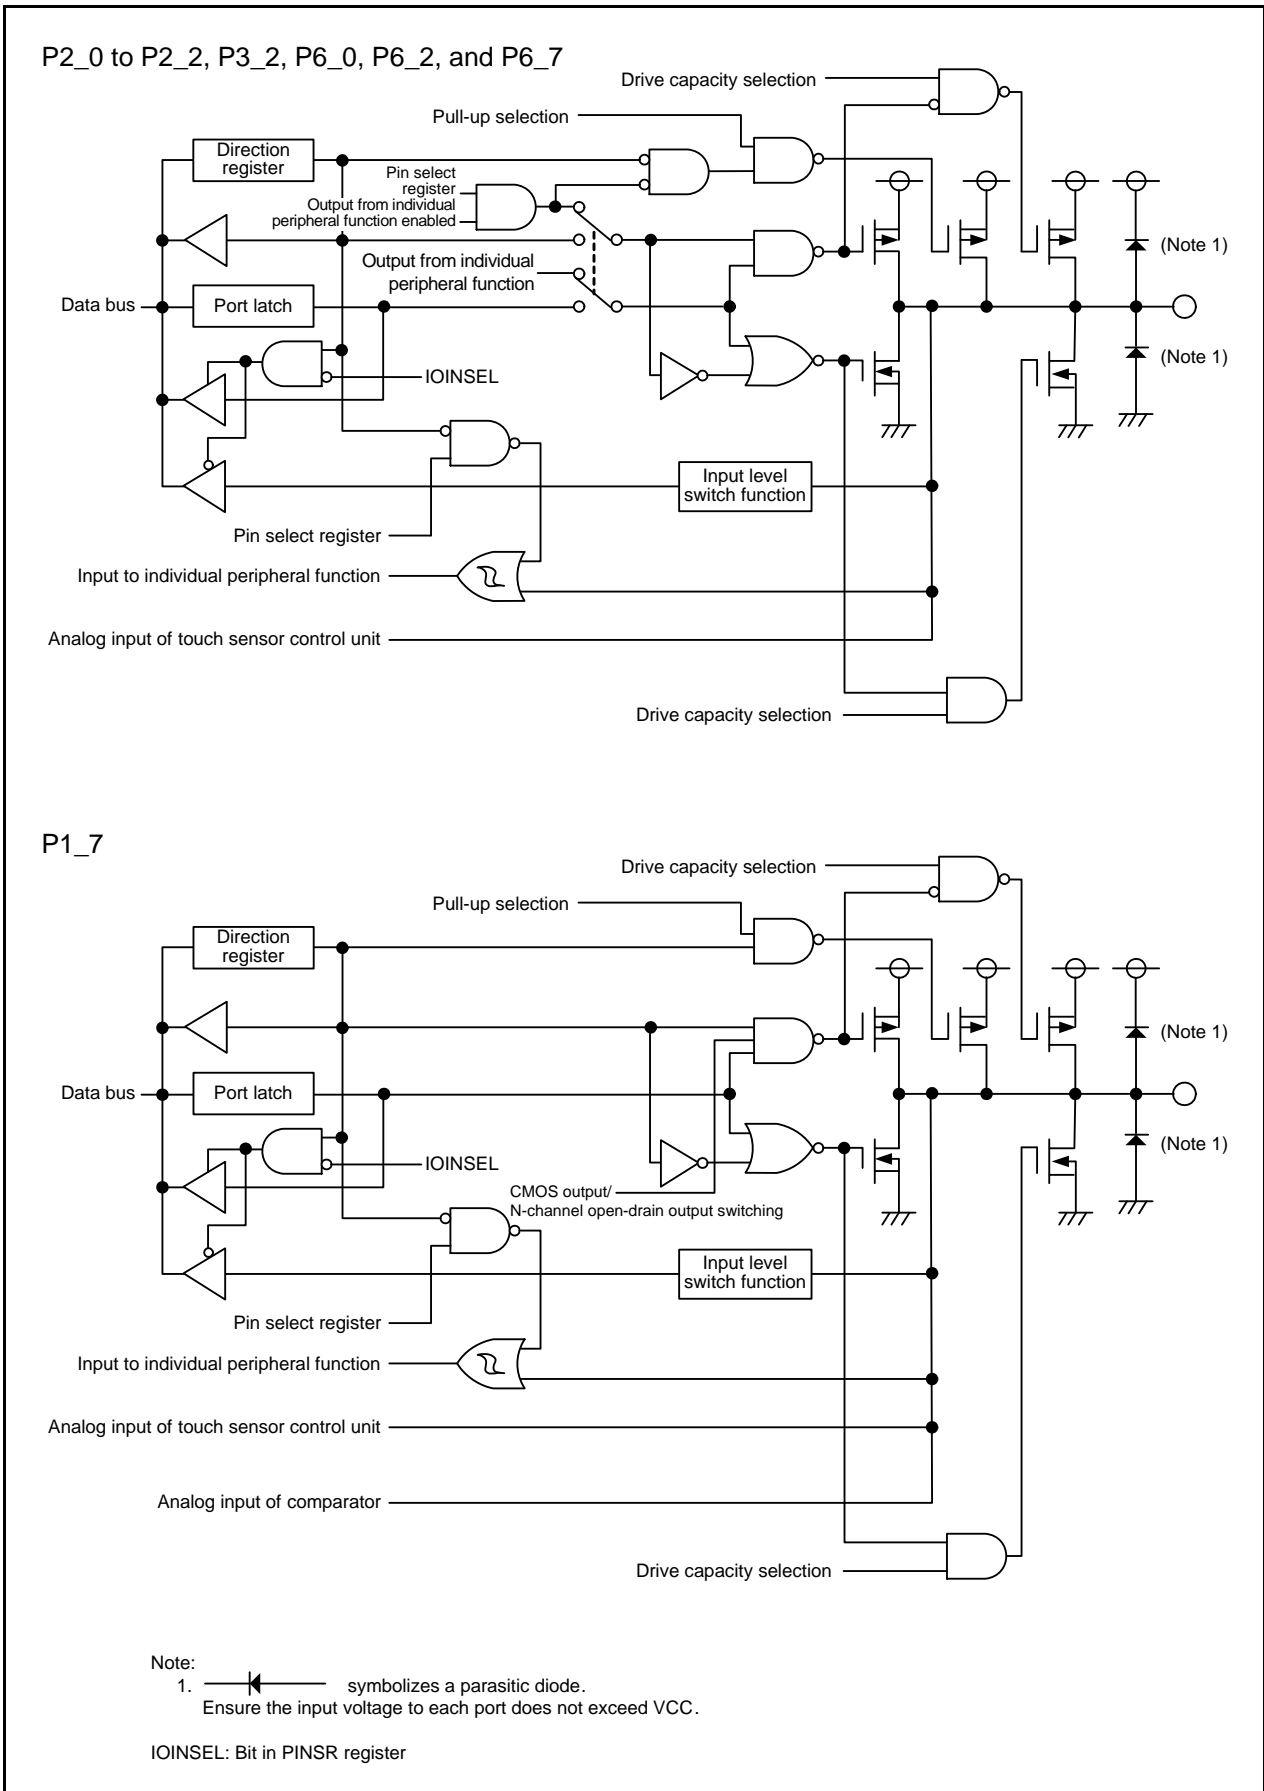 P2_0 to P2_2, P3_2, P6_0, P6_2, and P6_7
Drive capacity selection
Pull-up selection
Direction
register
Pin select
register
Output from individual
peripheral function enabled
(Note 1)
Output from individual
peripheral function
Data bus
Port latch
(Note 1)
IOINSEL
Input level
switch function
Pin select register
Input to individual peripheral function
Analog input of touch sensor control unit
Drive capacity selection
P1_7
Drive capacity selection
Pull-up selection
Direction
register
(Note 1)
Data bus
Port latch
(Note 1)
IOINSEL
CMOS output/
N-channel open-drain output switching
Input level
switch function
Pin select register
Input to individual peripheral function
Analog input of touch sensor control unit
Analog input of comparator
Drive capacity selection
Note:
1. symbolizes a parasitic diode.
Ensure the input voltage to each port does not exceed VCC.
IOINSEL: Bit in PINSR register